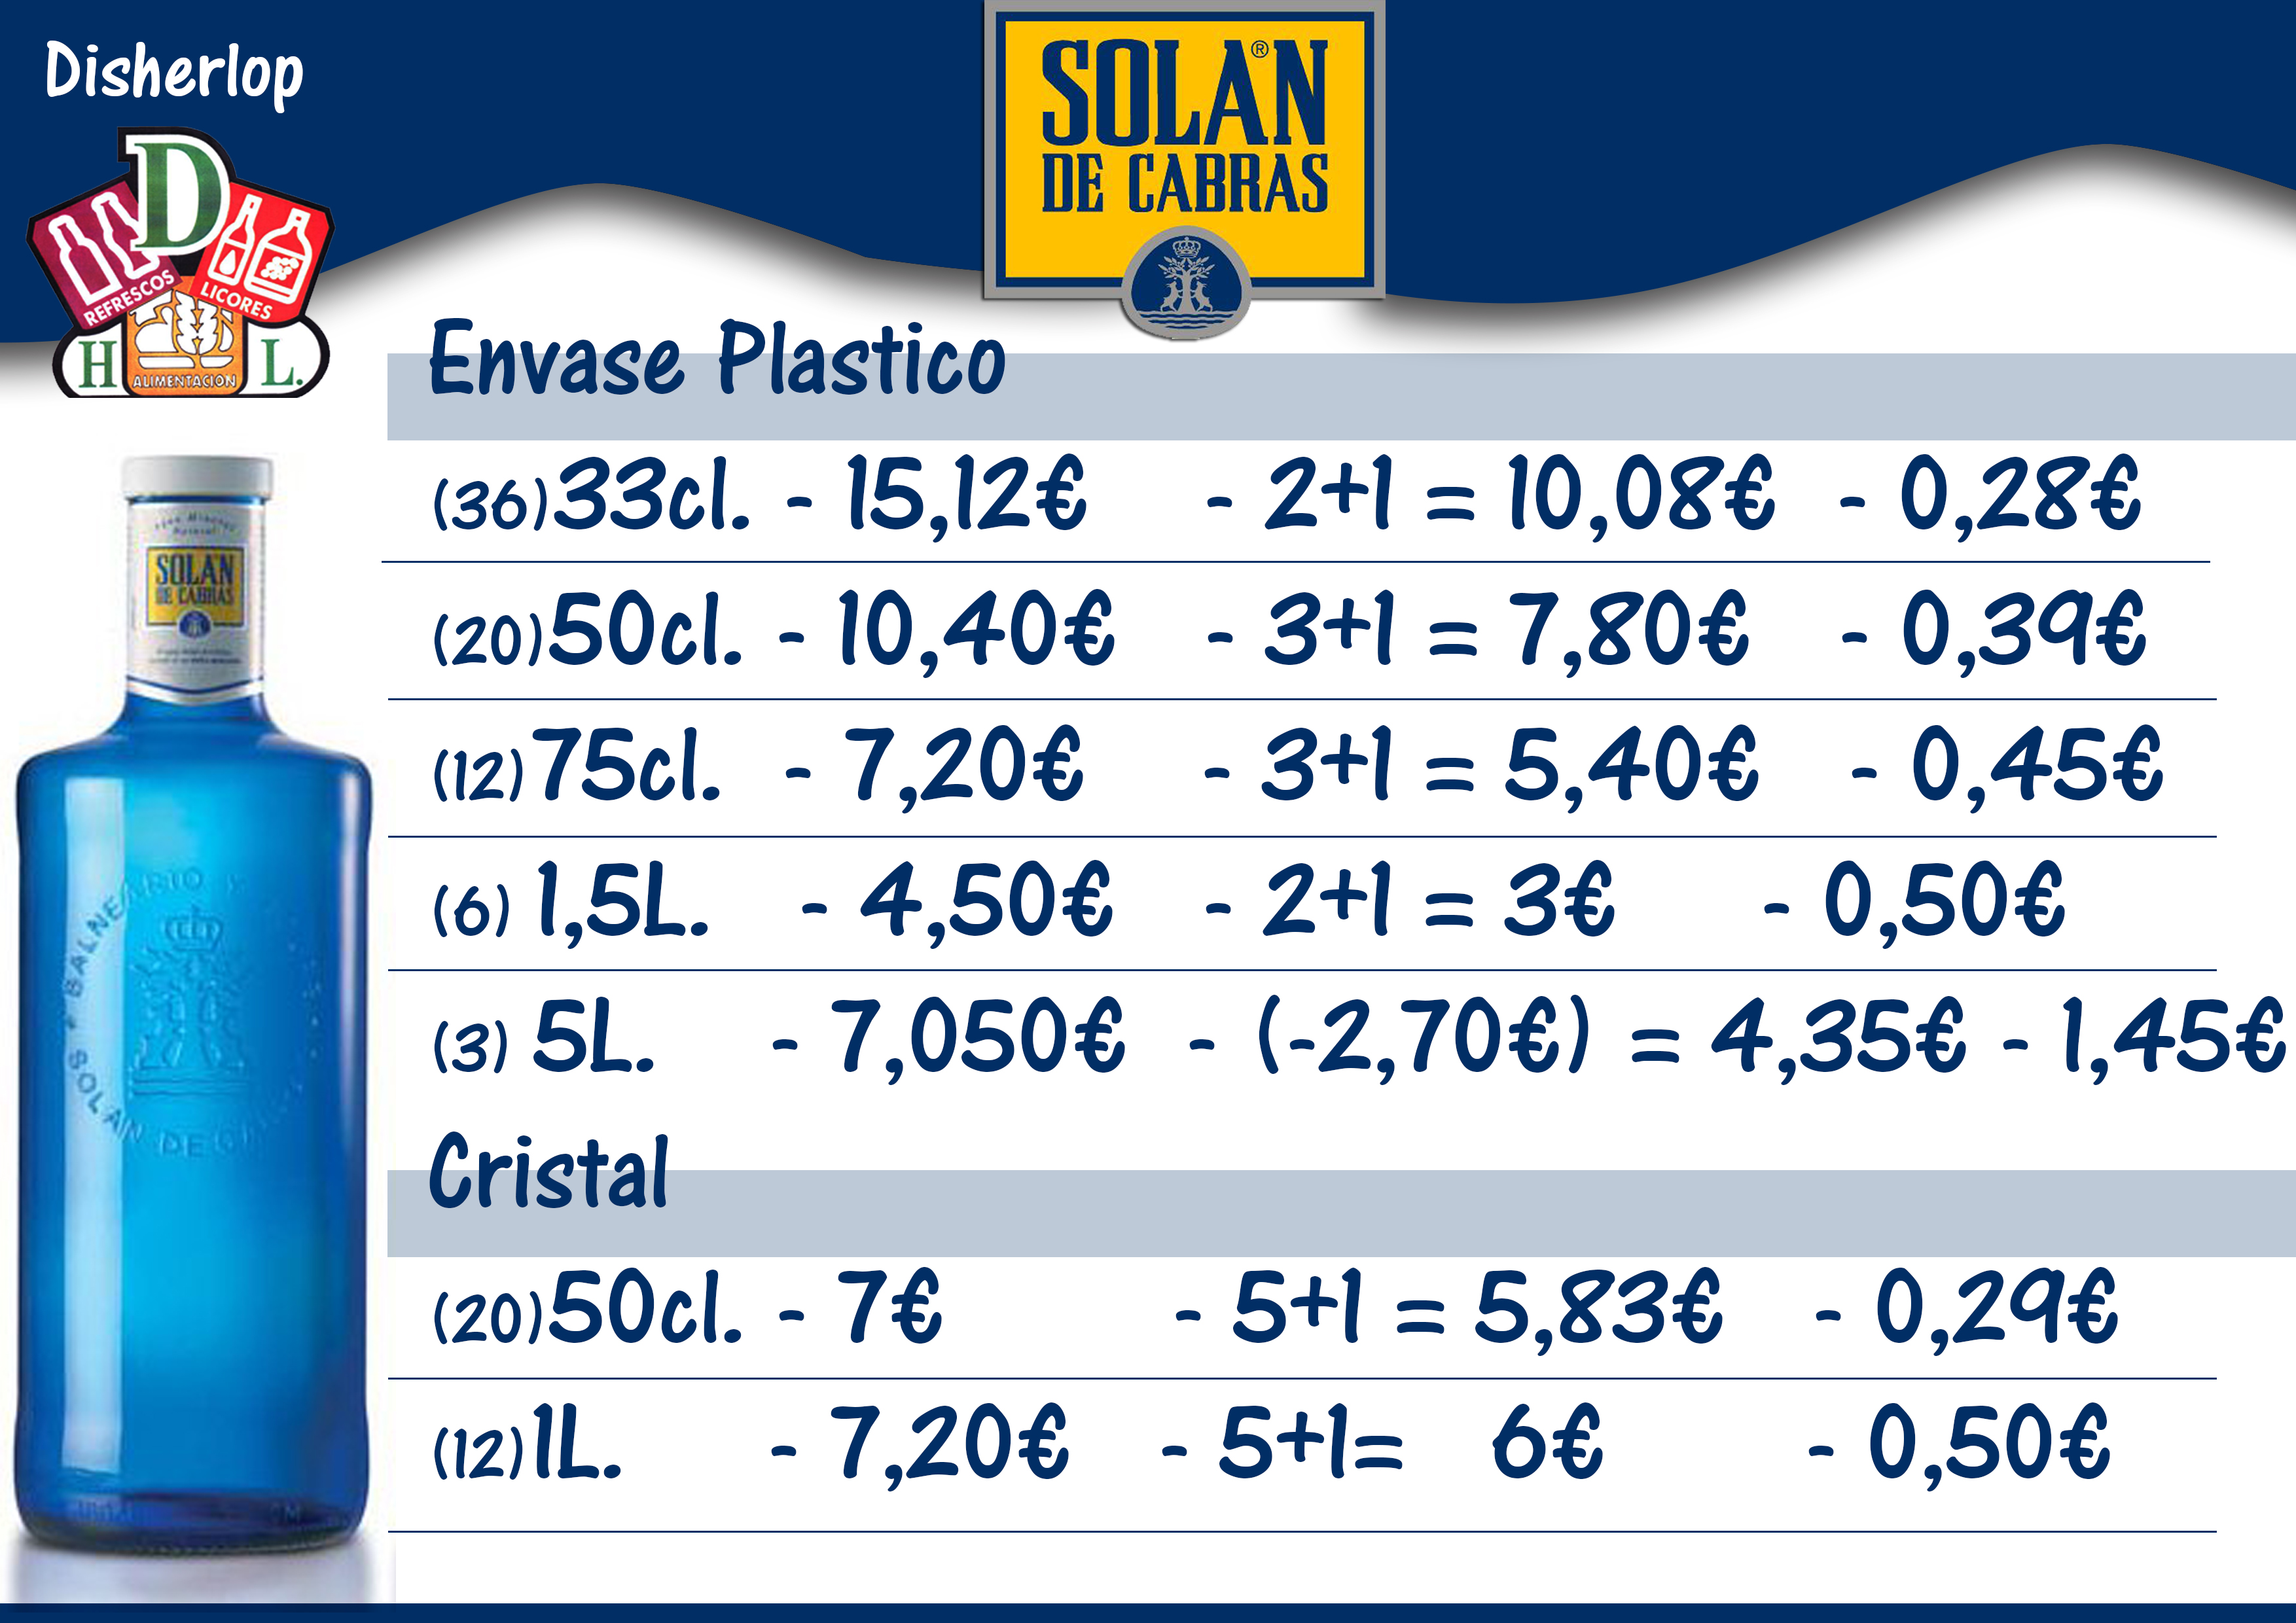 Disherlop
SOLAN®
DE CABRAS
D
REFRESCOS
LICORES
H ALIMENTACION L.
Envase Plastico
(36) 33cl. - 15,12€ - 2+1 = 10,08€ - 0,28€
(20) 50cl. - 10,40€ - 3+1 = 7,80€ - 0,39€
(12) 75cl. - 7,20€ - 3+1 = 5,40€ - 0,45€
(6) 1,5L. - 4,50€ - 2+1 = 3€ - 0,50€
(3) 5L. - 7,050€ - (-2,70€) = 4,35€ - 1,45€
Cristal
(20) 50cl. - 7€ - 5+1 = 5,83€ - 0,29€
(12) 1L. - 7,20€ - 5+1= 6€ - 0,50€
Agua Mineral
Natural
SOLAN
DE CABRAS
BALNEARIO
SOLAN DE